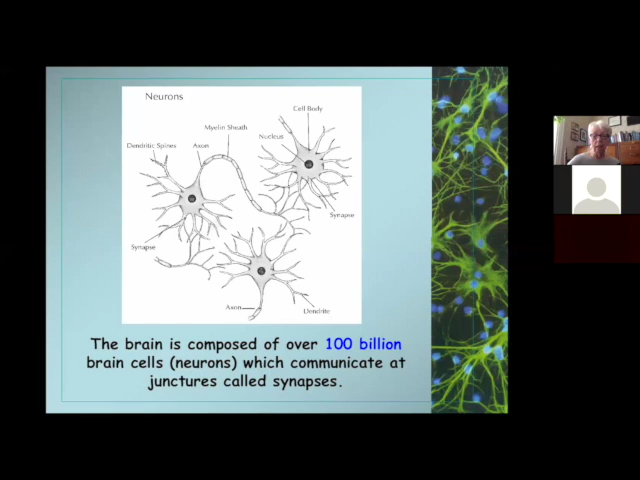 Neurons
Cell Body
Myelin Sheath
Nucleus
Dendritic Spines
Axon
Synapse
Synapse
Axon
Dendrite
The brain is composed of over 100 billion
brain cells (neurons) which communicate at
junctures called synapses.